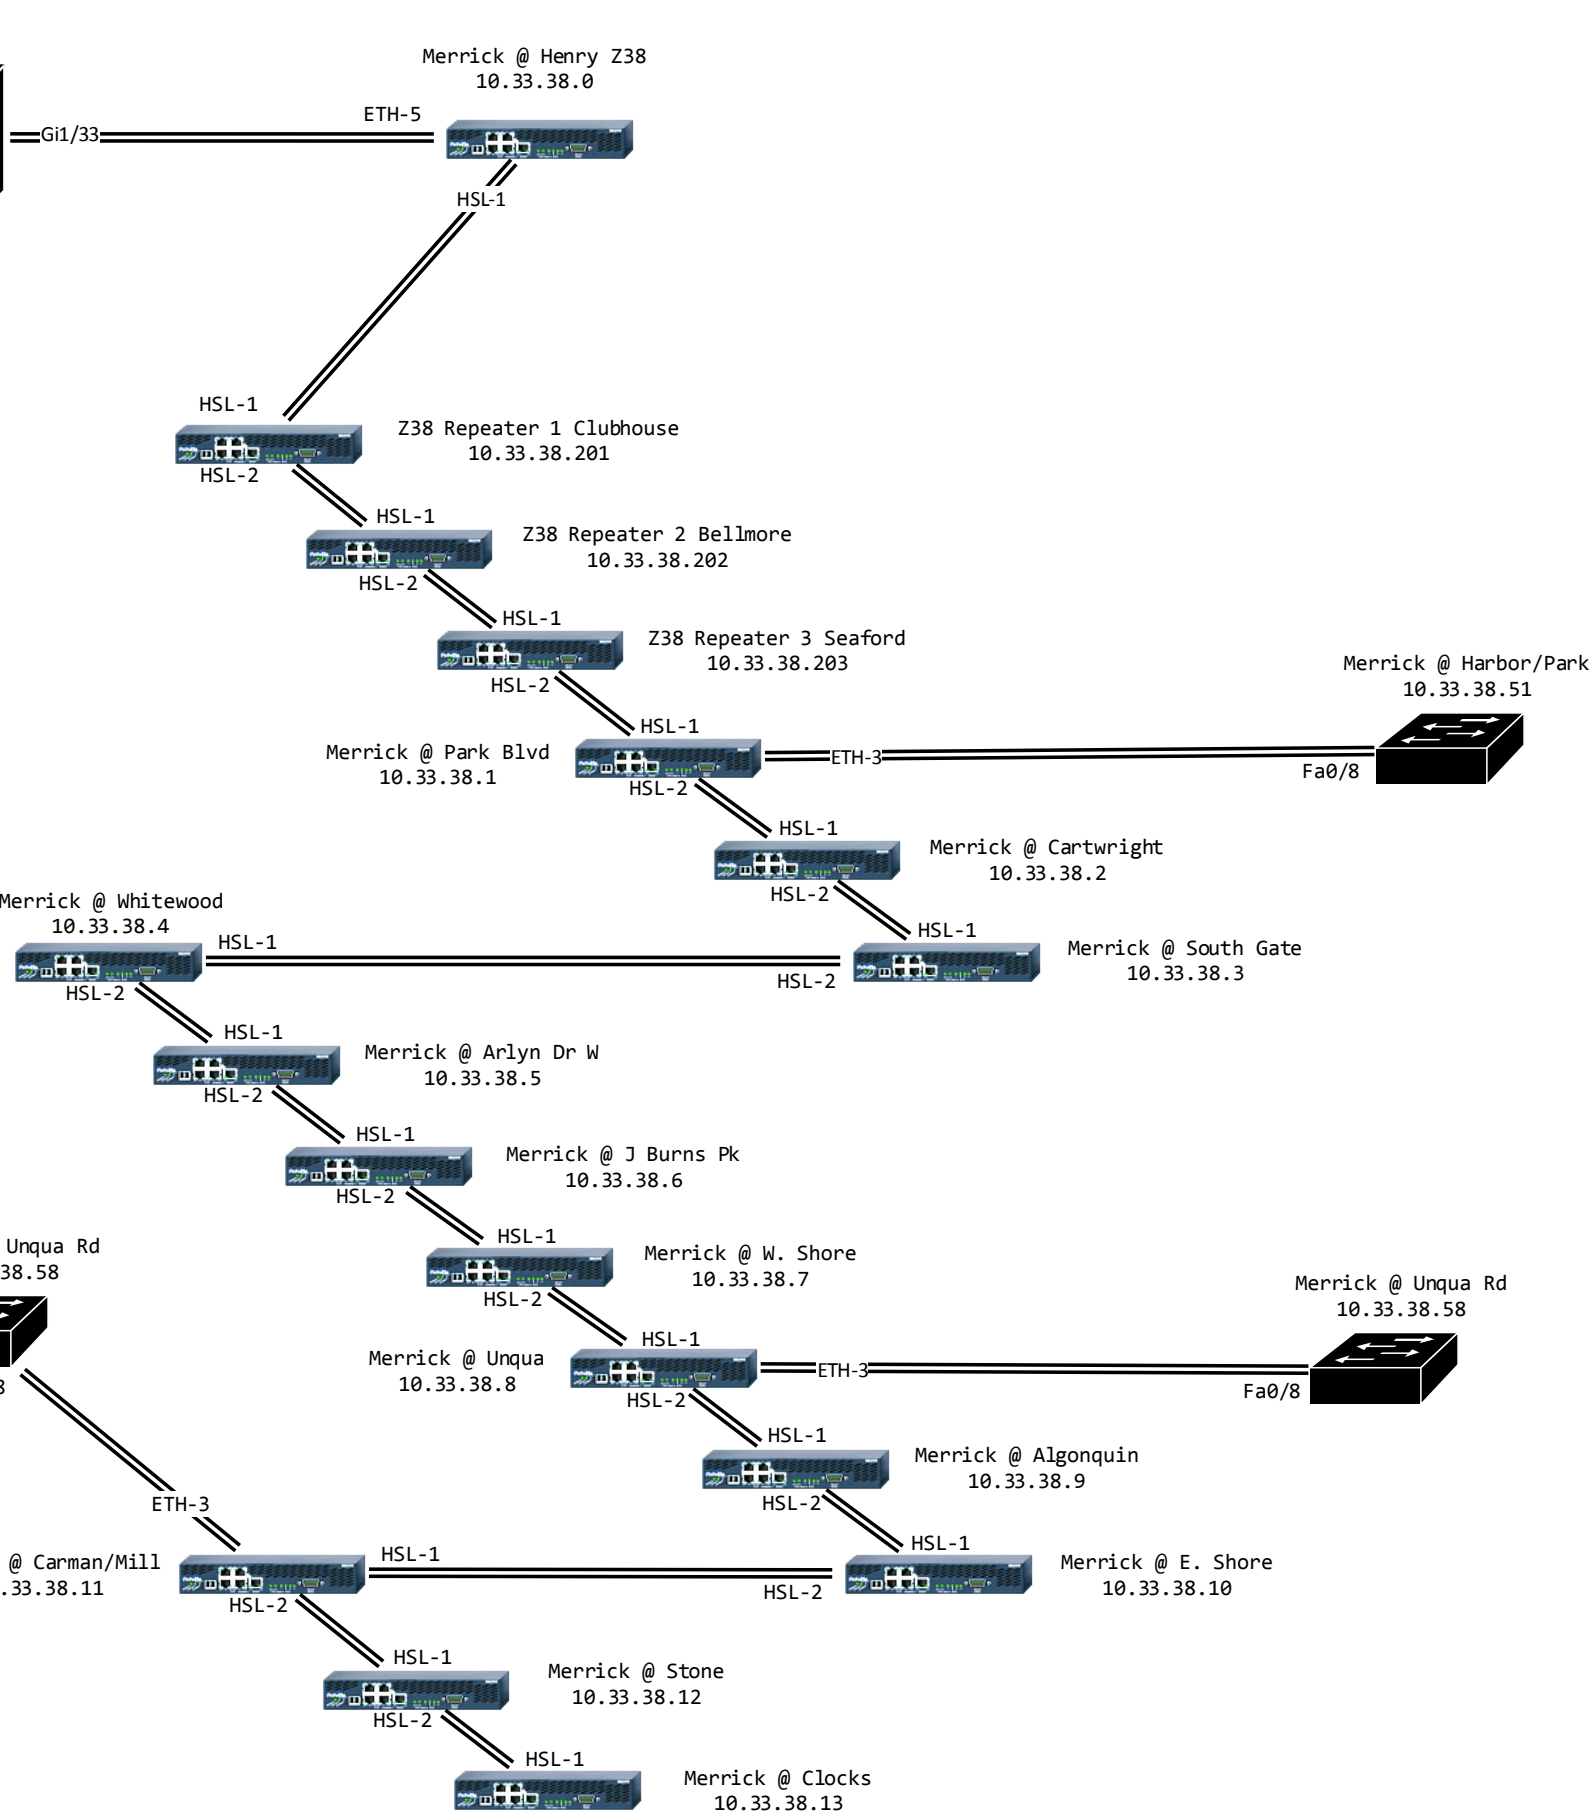 Merrick @ Henry Z38
10.33.38.0
ETH-5
Gi1/33
HSL-1
HSL-1
Z38 Repeater 1 Clubhouse
10.33.38.201
HSL-2
HSL-1
Z38 Repeater 2 Bellmore
10.33.38.202
HSL-2
HSL-1
Z38 Repeater 3 Seaford
10.33.38.203
HSL-2
Merrick @ Harbor/Park
10.33.38.51
HSL-1
Merrick @ Park Blvd
10.33.38.1
ETH-3
Fa0/8
HSL-2
HSL-1
Merrick @ Cartwright
10.33.38.2
HSL-2
Merrick @ Whitewood
10.33.38.4
HSL-1
HSL-1
Merrick @ South Gate
10.33.38.3
HSL-2
HSL-2
HSL-1
Merrick @ Arlyn Dr W
10.33.38.5
HSL-2
HSL-1
Merrick @ J Burns Pk
10.33.38.6
HSL-2
Unqua Rd
38.58
8
HSL-1
Merrick @ W. Shore
10.33.38.7
HSL-2
Merrick @ Unqua Rd
10.33.38.58
HSL-1
Merrick @ Unqua
10.33.38.8
ETH-3
Fa0/8
HSL-2
HSL-1
Merrick @ Algonquin
10.33.38.9
HSL-2
ETH-3
@ Carman/Mill
.33.38.11
HSL-1
HSL-1
Merrick @ E. Shore
10.33.38.10
HSL-2
HSL-2
HSL-1
Merrick @ Stone
10.33.38.12
HSL-2
HSL-1
Merrick @ Clocks
10.33.38.13